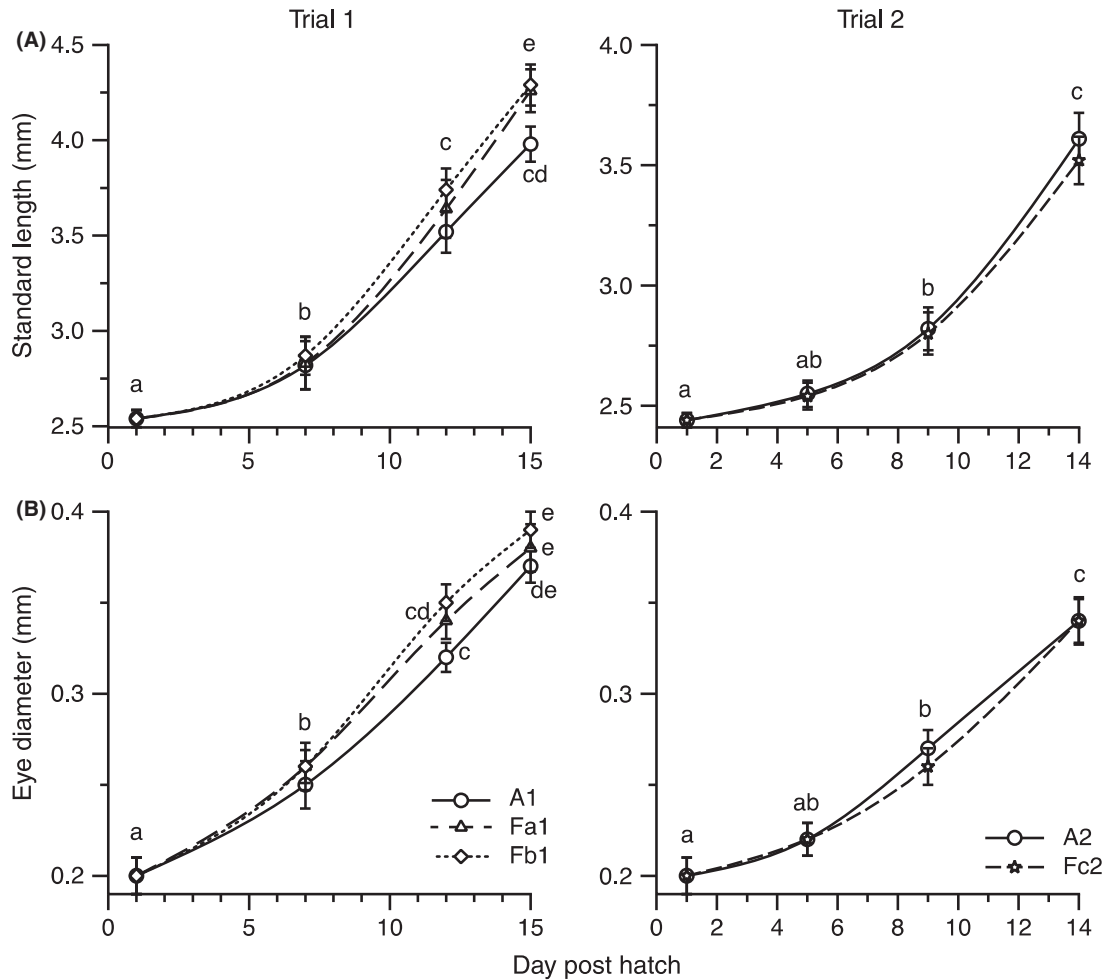 Trial 1
Trial 2
(A)
4.5
4.0
3.5
3.0
2.5
Standard length (mm)
a
b
c
e
cd
0 5 10 15
4.0
3.5
3.0
2.5
a
ab
b
c
0 2 4 6 8 10 12 14
(B)
0.4
0.3
0.2
Eye diameter (mm)
a
b
cd
c
e
e
de
A1
Fa1
Fb1
0 5 10 15
0.4
0.3
0.2
a
ab
b
c
A2
Fc2
0 2 4 6 8 10 12 14
Day post hatch